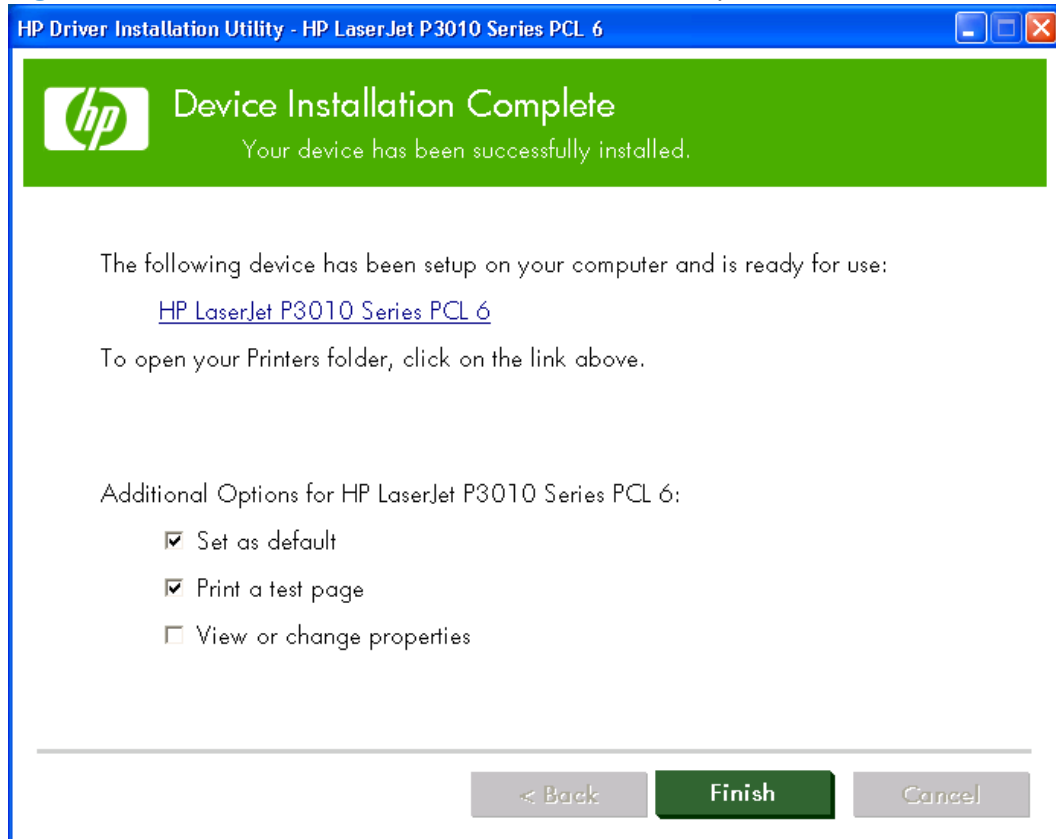 HP Driver Installation Utility - HP LaserJet P3010 Series PCL 6
hp
Device Installation Complete
Your device has been successfully installed.
The following device has been setup on your computer and is ready for use:
HP LaserJet P3010 Series PCL 6
To open your Printers folder, click on the link above.
Additional Options for HP LaserJet P3010 Series PCL 6:
Set as default
Print a test page
View or change properties
< Back
Finish
Cancel